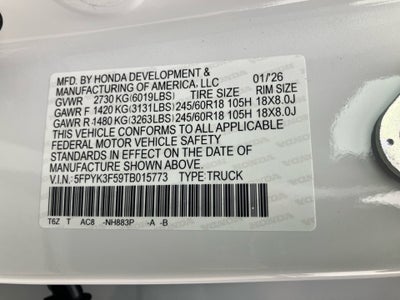 MFD. BY HONDA DEVELOPMENT &
MANUFACTURING OF AMERICA, LLC 01/26
GVWR 2730 KG(6019LBS) TIRE SIZE RIM SIZE
GAWR F 1420 KG(3131LBS) 245/60R18 105H 18X8.0J
GAWR R 1480 KG(3263LBS) 245/60R18 105H 18X8.0J
THIS VEHICLE CONFORMS TO ALL APPLICABLE
FEDERAL MOTOR VEHICLE SAFETY
STANDARDS IN EFFECT ON THE DATE OF
MANUFACTURE SHOWN ABOVE.
V.I.N.: 5FPYK3F59TB015773 TYPE:TRUCK
T6Z T AC8 -NH883P -A -B